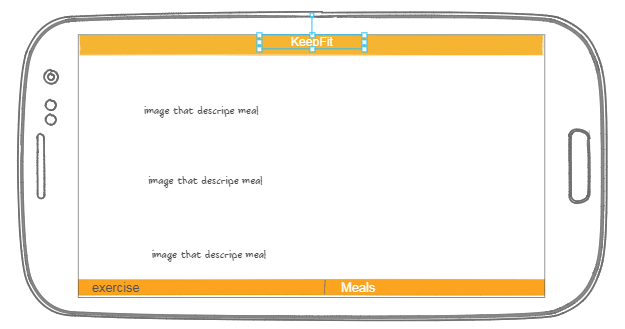 KeepFit
image that descripe meal
image that descripe meal
image that descripe meal
exercise
Meals